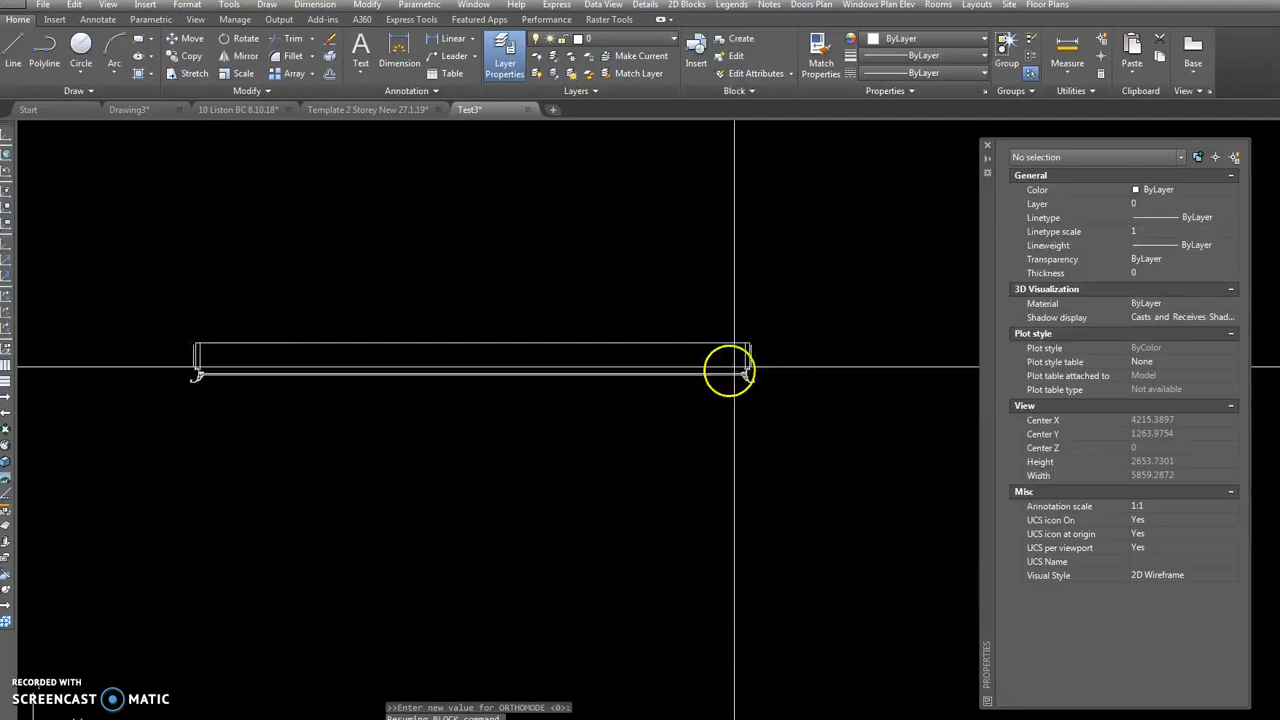 File Edit View Insert Format Tools Draw Dimension Modify Parametric Window Help Express Data View Details 2D Blocks Legends Notes Doors Plan Windows Plan Elev Rooms Layouts Site Floor Plans
Home Insert Annotate Parametric View Manage Output Add-ins A360 Express Tools Featured Apps Performance Raster Tools
Line Polyline Circle Arc
Move Rotate Trim
Copy Mirror Fillet
Stretch Scale Array
Text Dimension
Linear
Leader
Table
Layer Properties
0
Make Current
Match Layer
Insert
Create
Edit
Edit Attributes
Match Properties
ByLayer
ByLayer
ByLayer
Group Measure Paste Base
Draw Modify Annotation Layers Block Properties Groups Utilities Clipboard View
Start Drawing3* 10 Liston BC 8.10.18* Template 2 Storey New 27.1.19* Test3*
No selection
General
Color ByLayer
Layer 0
Linetype ByLayer
Linetype scale 1
Lineweight ByLayer
Transparency ByLayer
Thickness 0
3D Visualization
Material ByLayer
Shadow display Casts and Receives Shad...
Plot style
Plot style ByColor
Plot style table None
Plot table attached to Model
Plot table type Not available
View
Center X 4215.3897
Center Y 1263.9754
Center Z 0
Height 2653.7301
Width 5859.2872
Misc
Annotation scale 1:1
UCS icon On Yes
UCS icon at origin Yes
UCS per viewport Yes
UCS Name
Visual Style 2D Wireframe
PROPERTIES
RECORDED WITH
SCREENCAST MATIC
>>Enter new value for ORTHOMODE <0>:
Resuming BLOCK command.